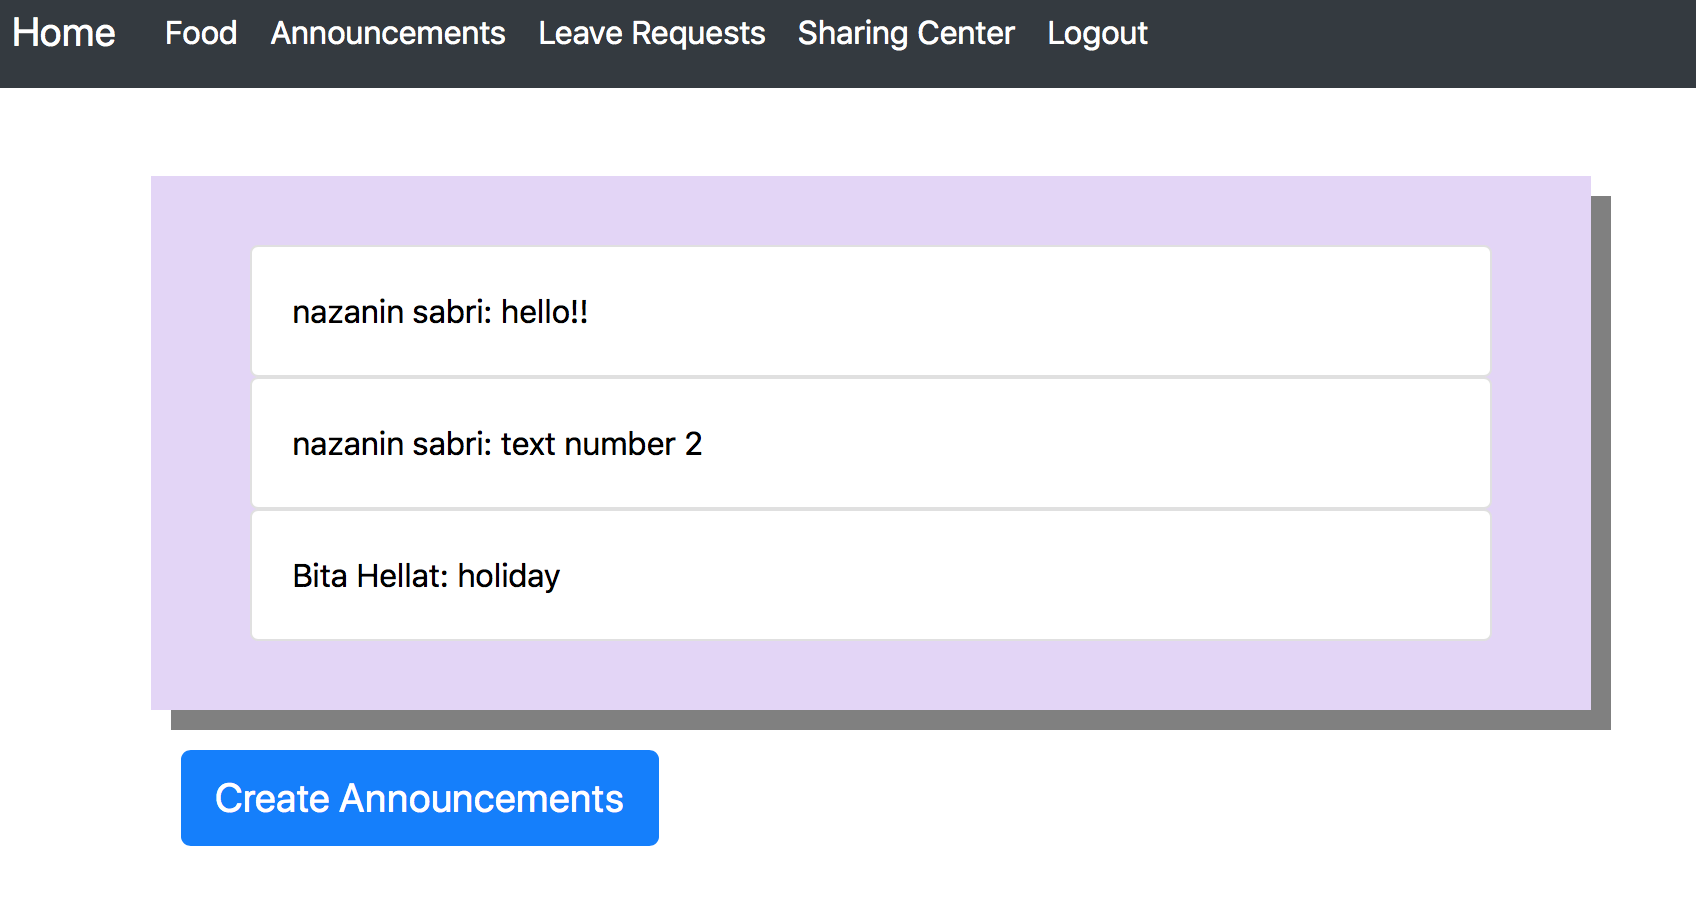 Home Food Announcements Leave Requests Sharing Center Logout
nazanin sabri: hello!!
nazanin sabri: text number 2
Bita Hellat: holiday
Create Announcements